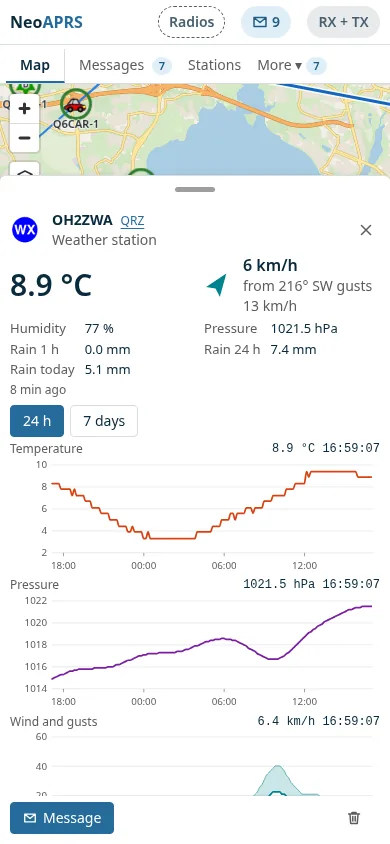 NeoAPRS
Radios
9
RX + TX
Map
Messages 7
Stations
More ▾ 7
-1
+
Q6CAR-1
−
WX
OH2ZWA QRZ
Weather station
8.9 °C
6 km/h
from 216° SW gusts
13 km/h
Humidity 77 %
Pressure 1021.5 hPa
Rain 1 h 0.0 mm
Rain 24 h 7.4 mm
Rain today 5.1 mm
8 min ago
24 h
7 days
Temperature 8.9 °C 16:59:07
10
8
6
4
2
18:00 00:00 06:00 12:00
Pressure 1021.5 hPa 16:59:07
1022
1020
1018
1016
1014
18:00 00:00 06:00 12:00
Wind and gusts 6.4 km/h 16:59:07
60
40
20
Message